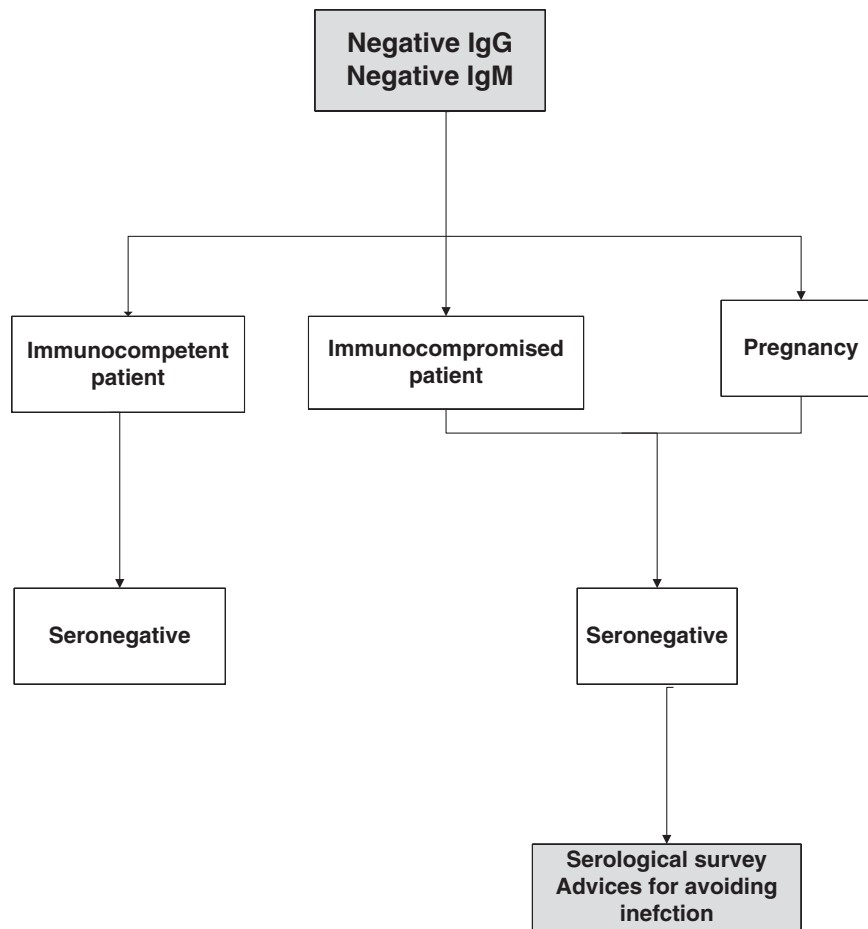 Negative IgG
Negative IgM
Immunocompetent
patient
Immunocompromised
patient
Pregnancy
Seronegative
Seronegative
Serological survey
Advices for avoiding
inefction